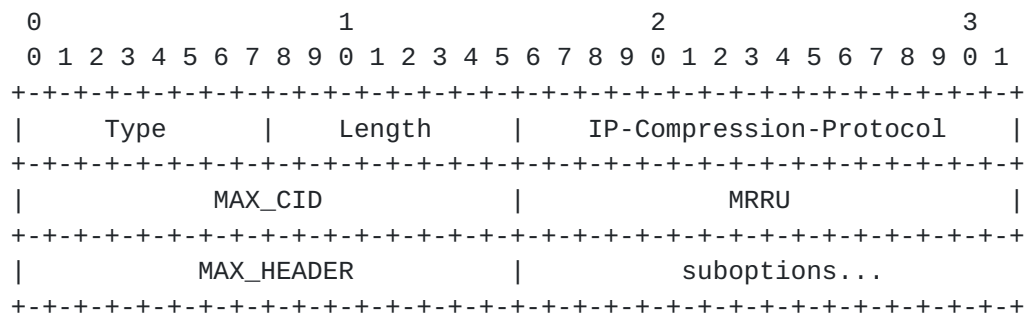 0                   1                   2                   3
 0 1 2 3 4 5 6 7 8 9 0 1 2 3 4 5 6 7 8 9 0 1 2 3 4 5 6 7 8 9 0 1
+-+-+-+-+-+-+-+-+-+-+-+-+-+-+-+-+-+-+-+-+-+-+-+-+-+-+-+-+-+-+-+-+
|     Type      |    Length     |    IP-Compression-Protocol    |
+-+-+-+-+-+-+-+-+-+-+-+-+-+-+-+-+-+-+-+-+-+-+-+-+-+-+-+-+-+-+-+-+
|            MAX_CID            |             MRRU              |
+-+-+-+-+-+-+-+-+-+-+-+-+-+-+-+-+-+-+-+-+-+-+-+-+-+-+-+-+-+-+-+-+
|           MAX_HEADER          |          suboptions...
+-+-+-+-+-+-+-+-+-+-+-+-+-+-+-+-+-+-+-+-+-+-+-+-+-+-+-+-+-+-+-+-+